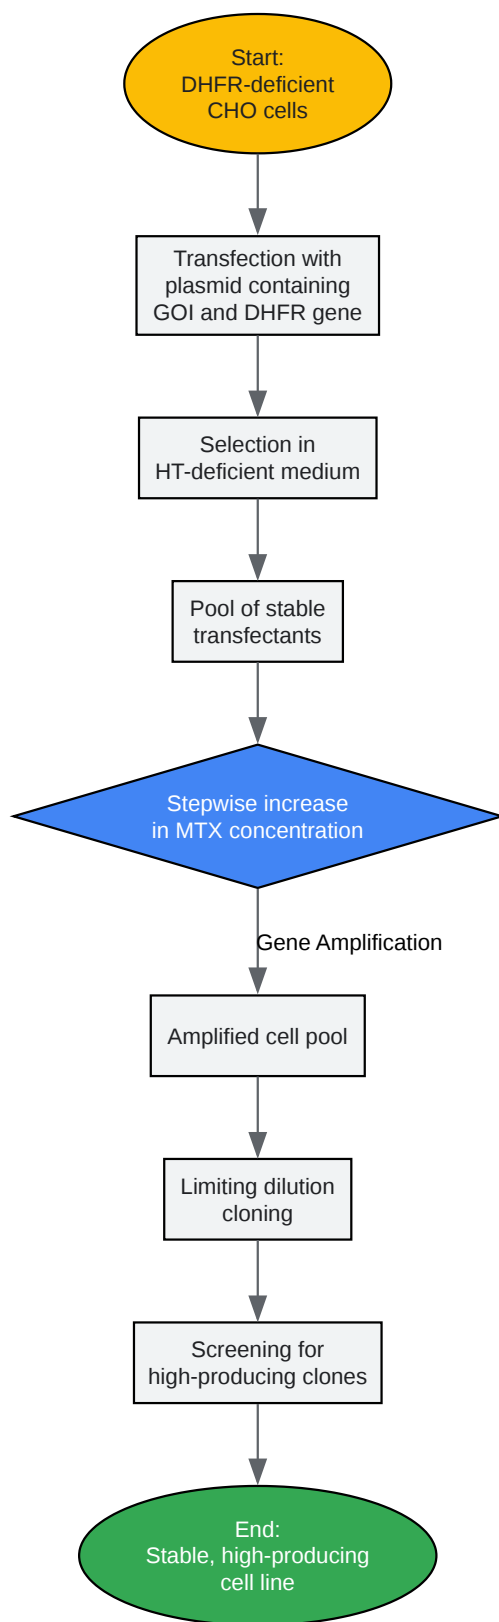 Start:
DHFR-deficient
CHO cells
Transfection with
plasmid containing
GOI and DHFR gene
Selection in
HT-deficient medium
Pool of stable
transfectants
Stepwise increase
in MTX concentration
Gene Amplification
Amplified cell pool
Limiting dilution
cloning
Screening for
high-producing clones
End:
Stable, high-producing
cell line